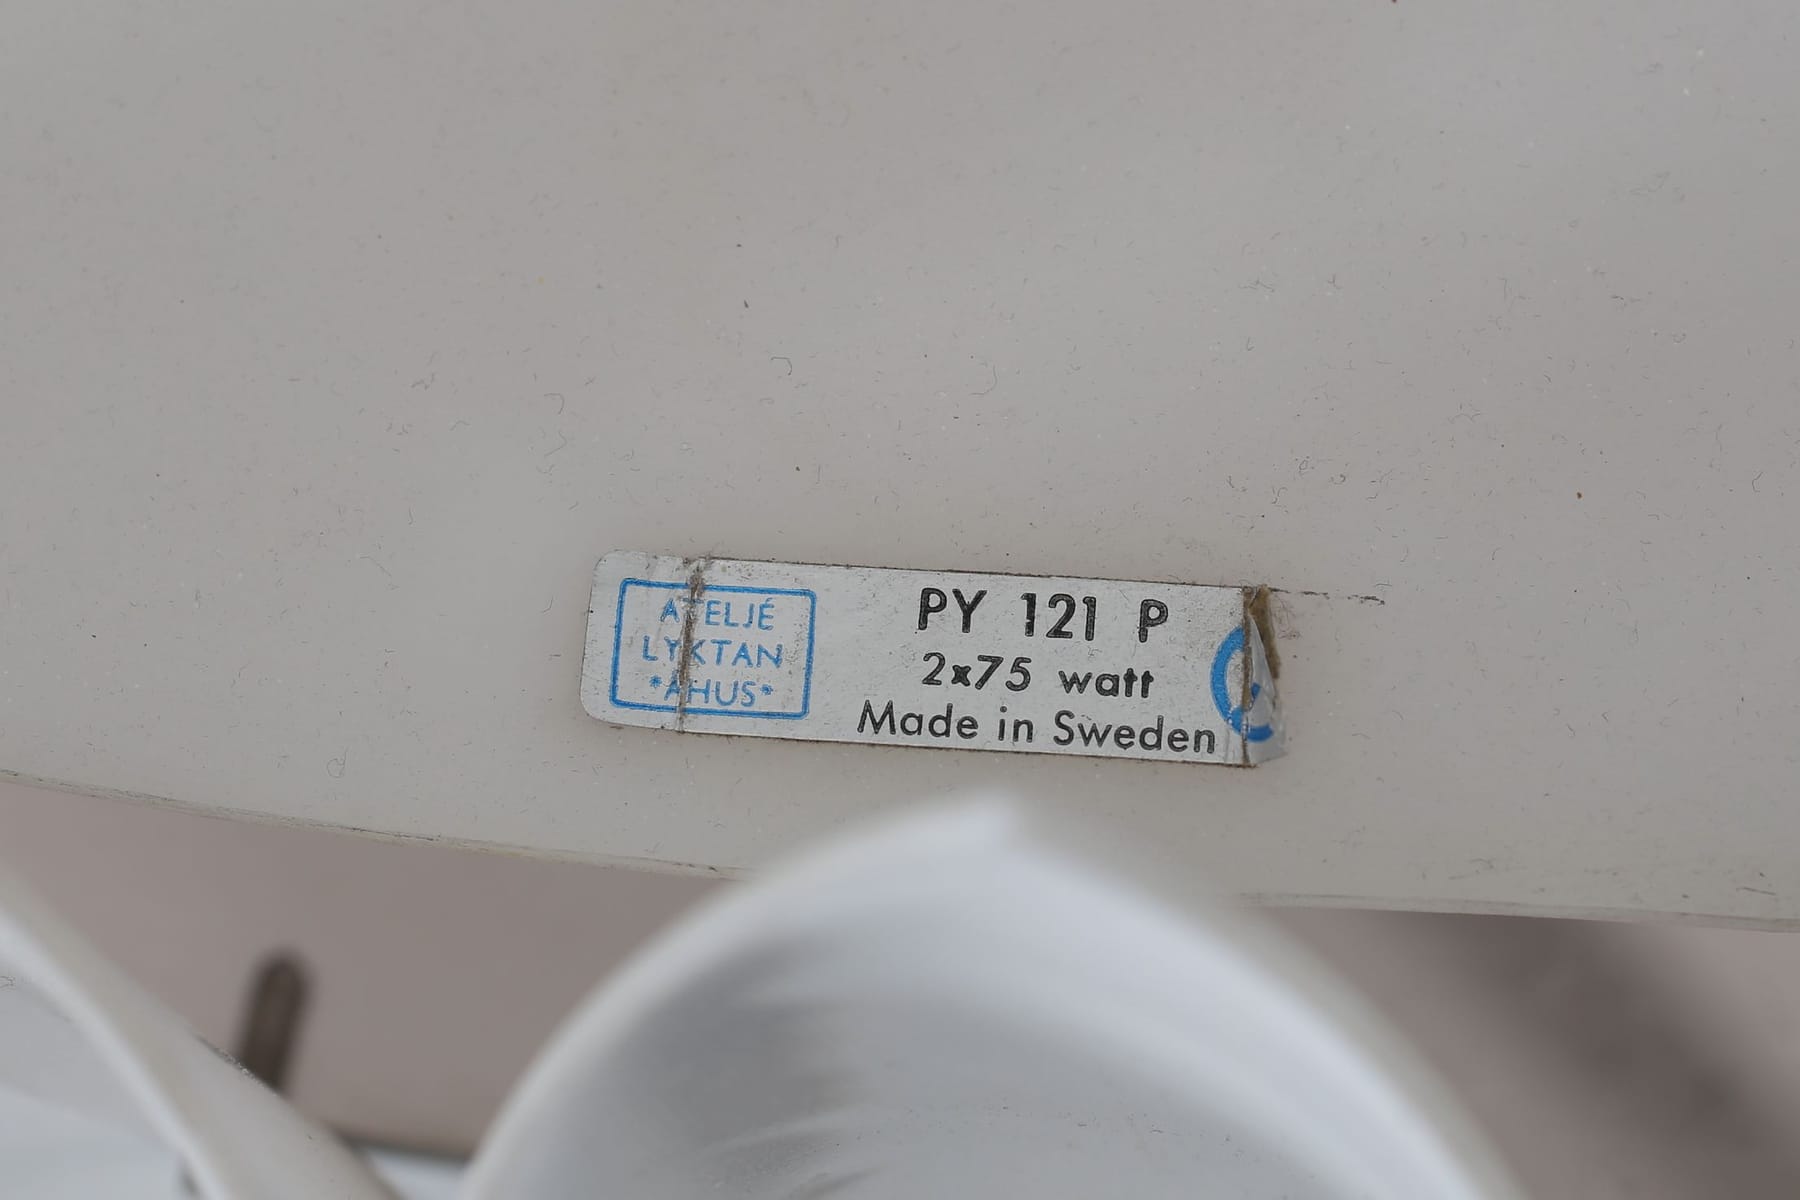 ATELJÉ
LYKTAN
*ÅHUS*
PY 121 P
2x75 watt
Made in Sweden